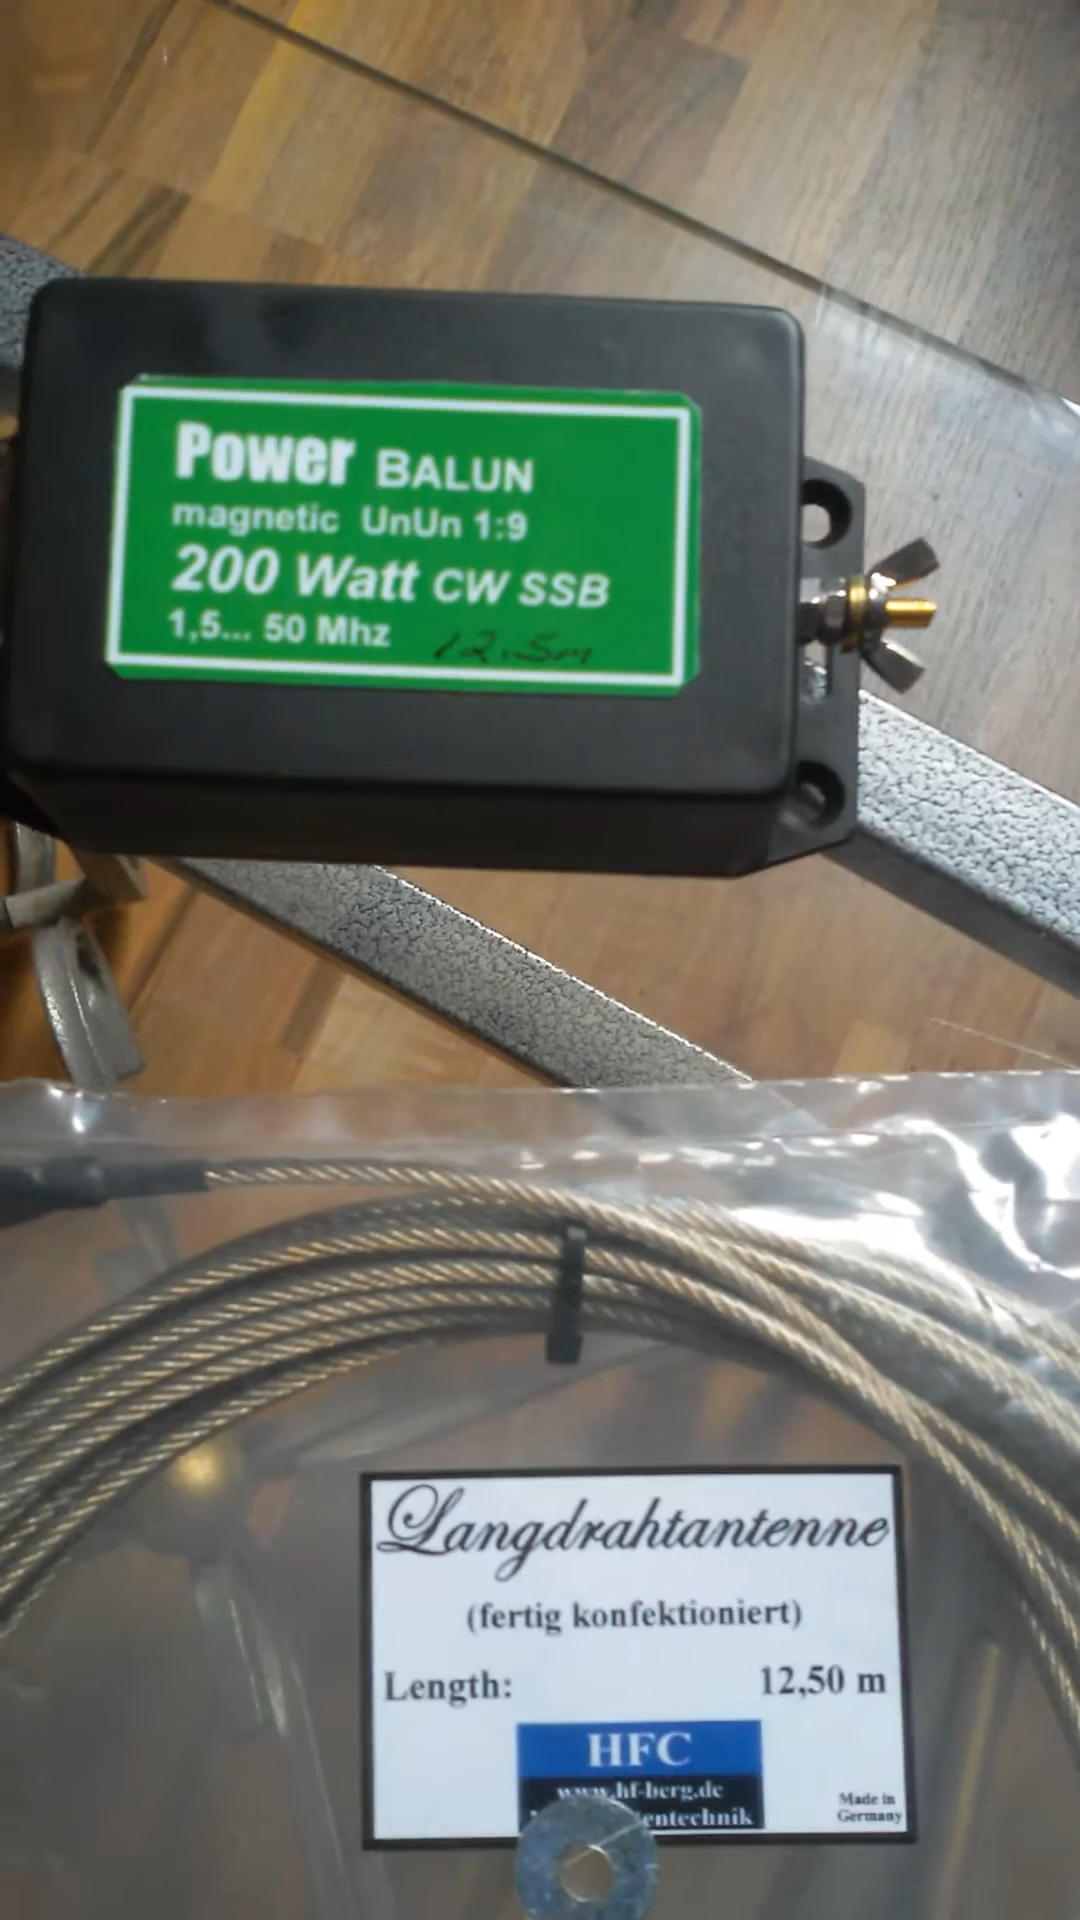 Power BALUN
magnetic UnUn 1:9
200 Watt CW SSB
1,5... 50 Mhz 12.5m
Langdrahtantenne
(fertig konfektioniert)
Length: 12,50 m
HFC
www.hf-berg.de
Made in
Germany